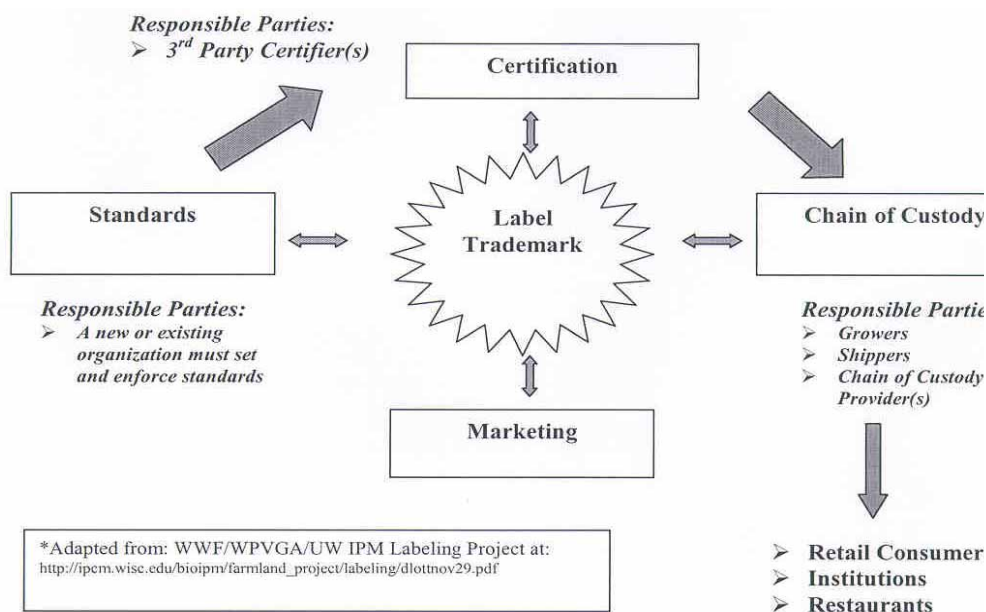 Responsible Parties:
➤ 3rd Party Certifier(s)
Certification
Standards
Label
Trademark
Chain of Custody
Responsible Parties:
➤ A new or existing
organization must set
and enforce standards
Responsible Partie
➤ Growers
➤ Shippers
➤ Chain of Custody
Provider(s)
Marketing
*Adapted from: WWF/WPVGA/UW IPM Labeling Project at:
http://ipcm.wisc.edu/bioipm/farmland_project/labeling/dlottnov29.pdf
➤ Retail Consumer
➤ Institutions
➤ Restaurants